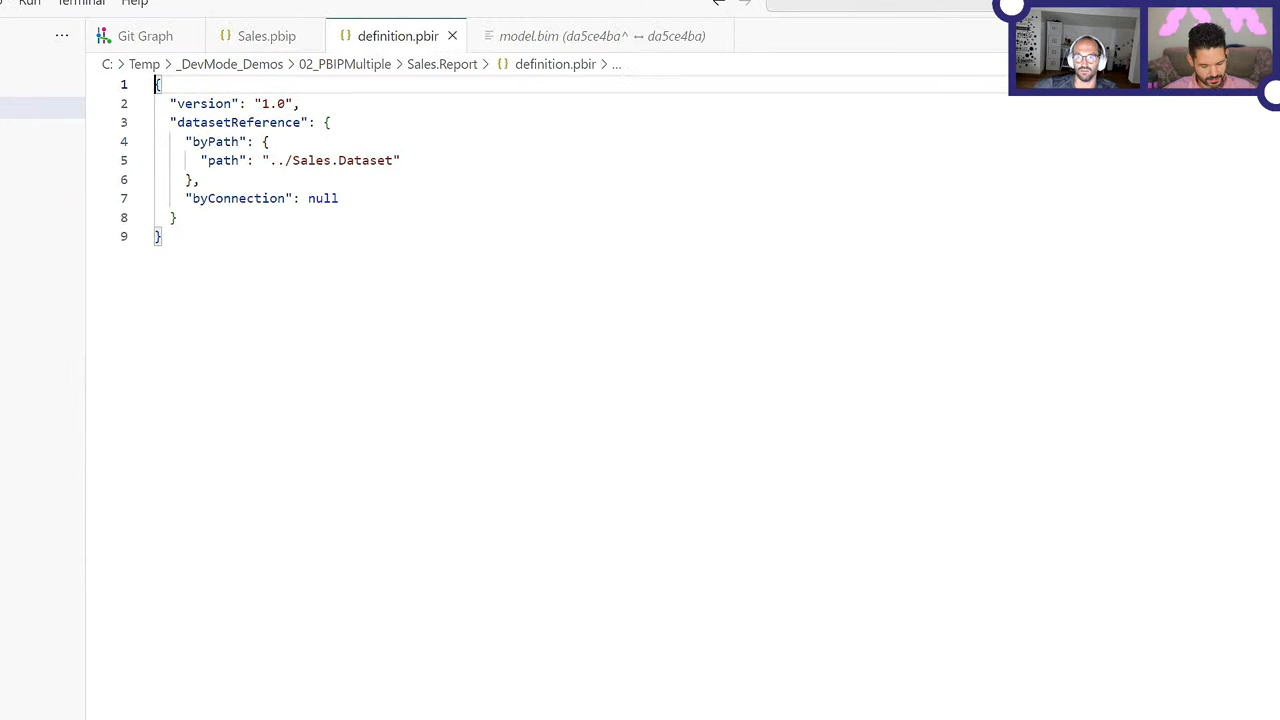 Run Terminal Help
Git Graph Sales.pbip definition.pbir model.bim (da5ce4ba^ ↔ da5ce4ba)
C: > Temp > _DevMode_Demos > 02_PBIPMultiple > Sales.Report > {} definition.pbir > ...
1 {
2 "version": "1.0",
3 "datasetReference": {
4 "byPath": {
5 "path": "../Sales.Dataset"
6 },
7 "byConnection": null
8 }
9 }